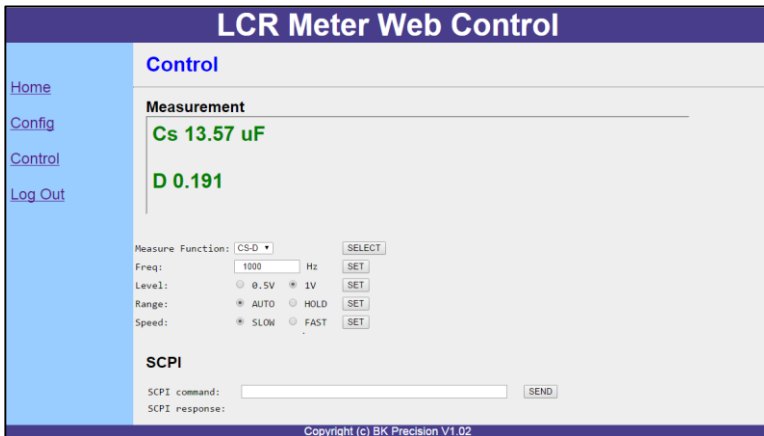 LCR Meter Web Control
Home
Config
Control
Log Out
Control
Measurement
Cs 13.57 uF
D 0.191
Measure Function: CS-D SELECT
Freq: 1000 Hz SET
Level: 0.5V 1V SET
Range: AUTO HOLD SET
Speed: SLOW FAST SET
SCPI
SCPI command: SEND
SCPI response:
Copyright (c) BK Precision V1.02